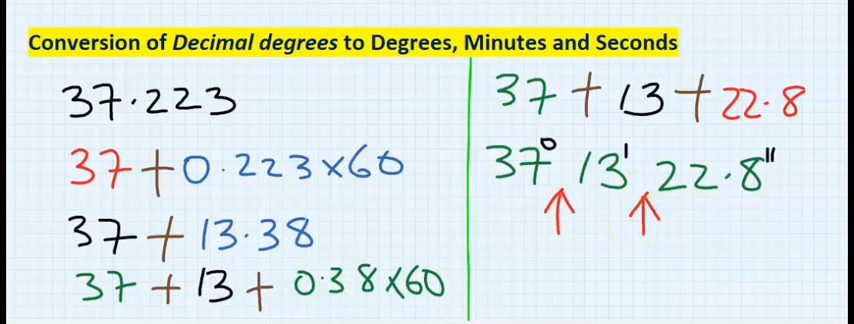 Conversion of Decimal degrees to Degrees, Minutes and Seconds
37.223
37+0.223×60
37+13.38
37+13+0.38×60
37+13+22.8
37° 13' 22.8"